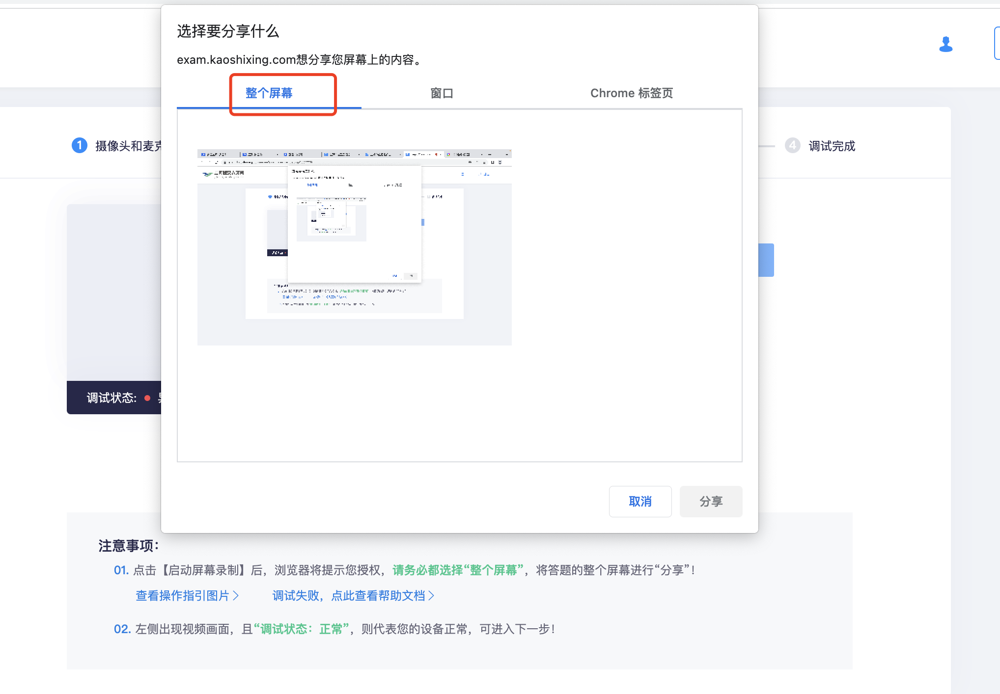 选择要分享什么
exam.kaoshixing.com想分享您屏幕上的内容。
整个屏幕
窗口
Chrome 标签页
1 摄像头和麦克
4 调试完成
调试状态:
取消
分享
注意事项：
01. 点击【启动屏幕录制】后，浏览器将提示您授权，请务必都选择“整个屏幕”，将答题的整个屏幕进行“分享”！
查看操作指引图片>
调试失败，点此查看帮助文档>
02. 左侧出现视频画面，且“调试状态：正常”，则代表您的设备正常，可进入下一步！